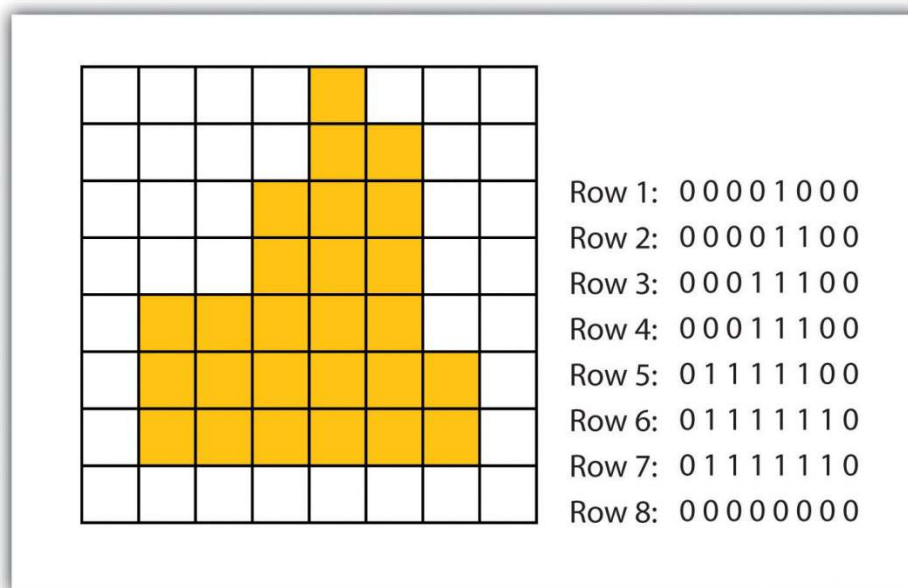 Row 1: 0 0 0 0 1 0 0 0
Row 2: 0 0 0 0 1 1 0 0
Row 3: 0 0 0 1 1 1 0 0
Row 4: 0 0 0 1 1 1 0 0
Row 5: 0 1 1 1 1 1 0 0
Row 6: 0 1 1 1 1 1 1 0
Row 7: 0 1 1 1 1 1 1 0
Row 8: 0 0 0 0 0 0 0 0